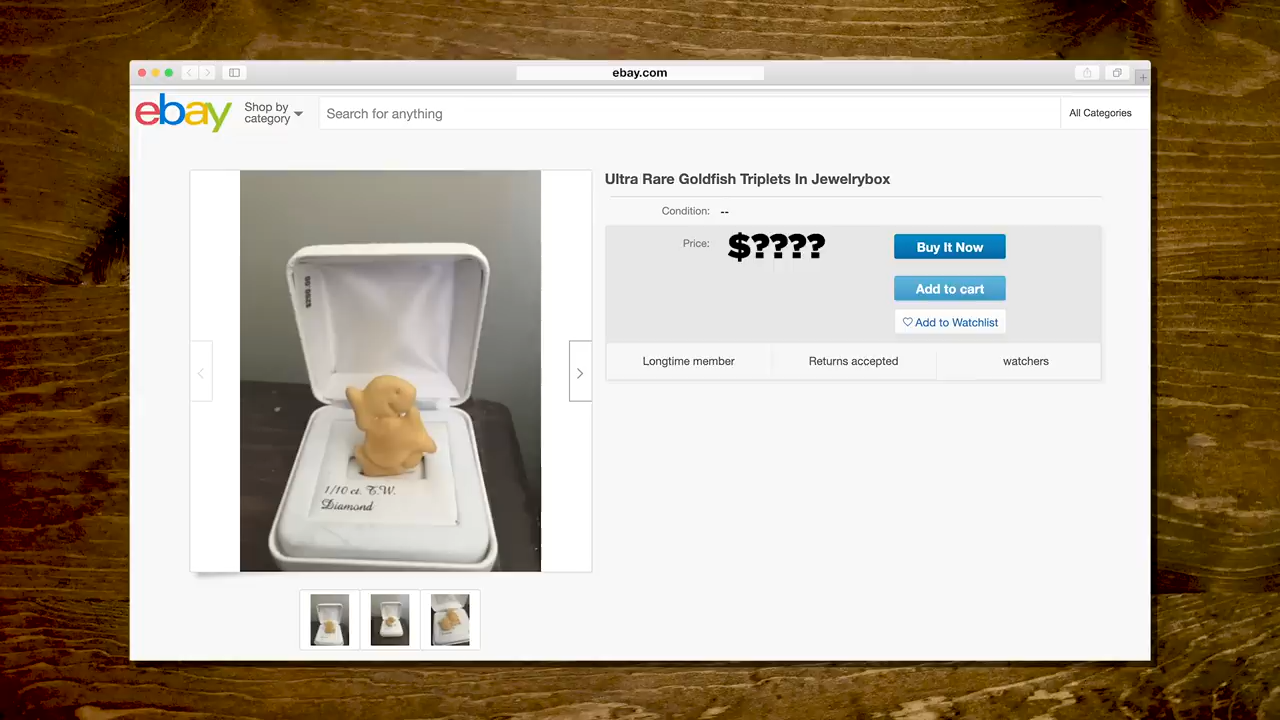 ebay.com
ebay
Shop by
category
Search for anything
All Categories
Ultra Rare Goldfish Triplets In Jewelrybox
Condition: --
Price: $????
Buy It Now
Add to cart
Add to Watchlist
Longtime member
Returns accepted
watchers
1/10 ct. T.W.
Diamond